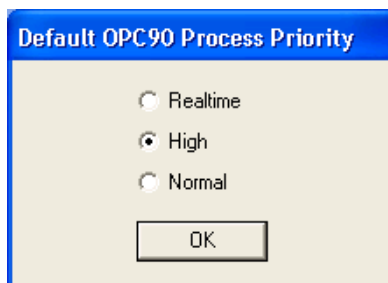 Default OPC90 Process Priority
Realtime
High
Normal
OK